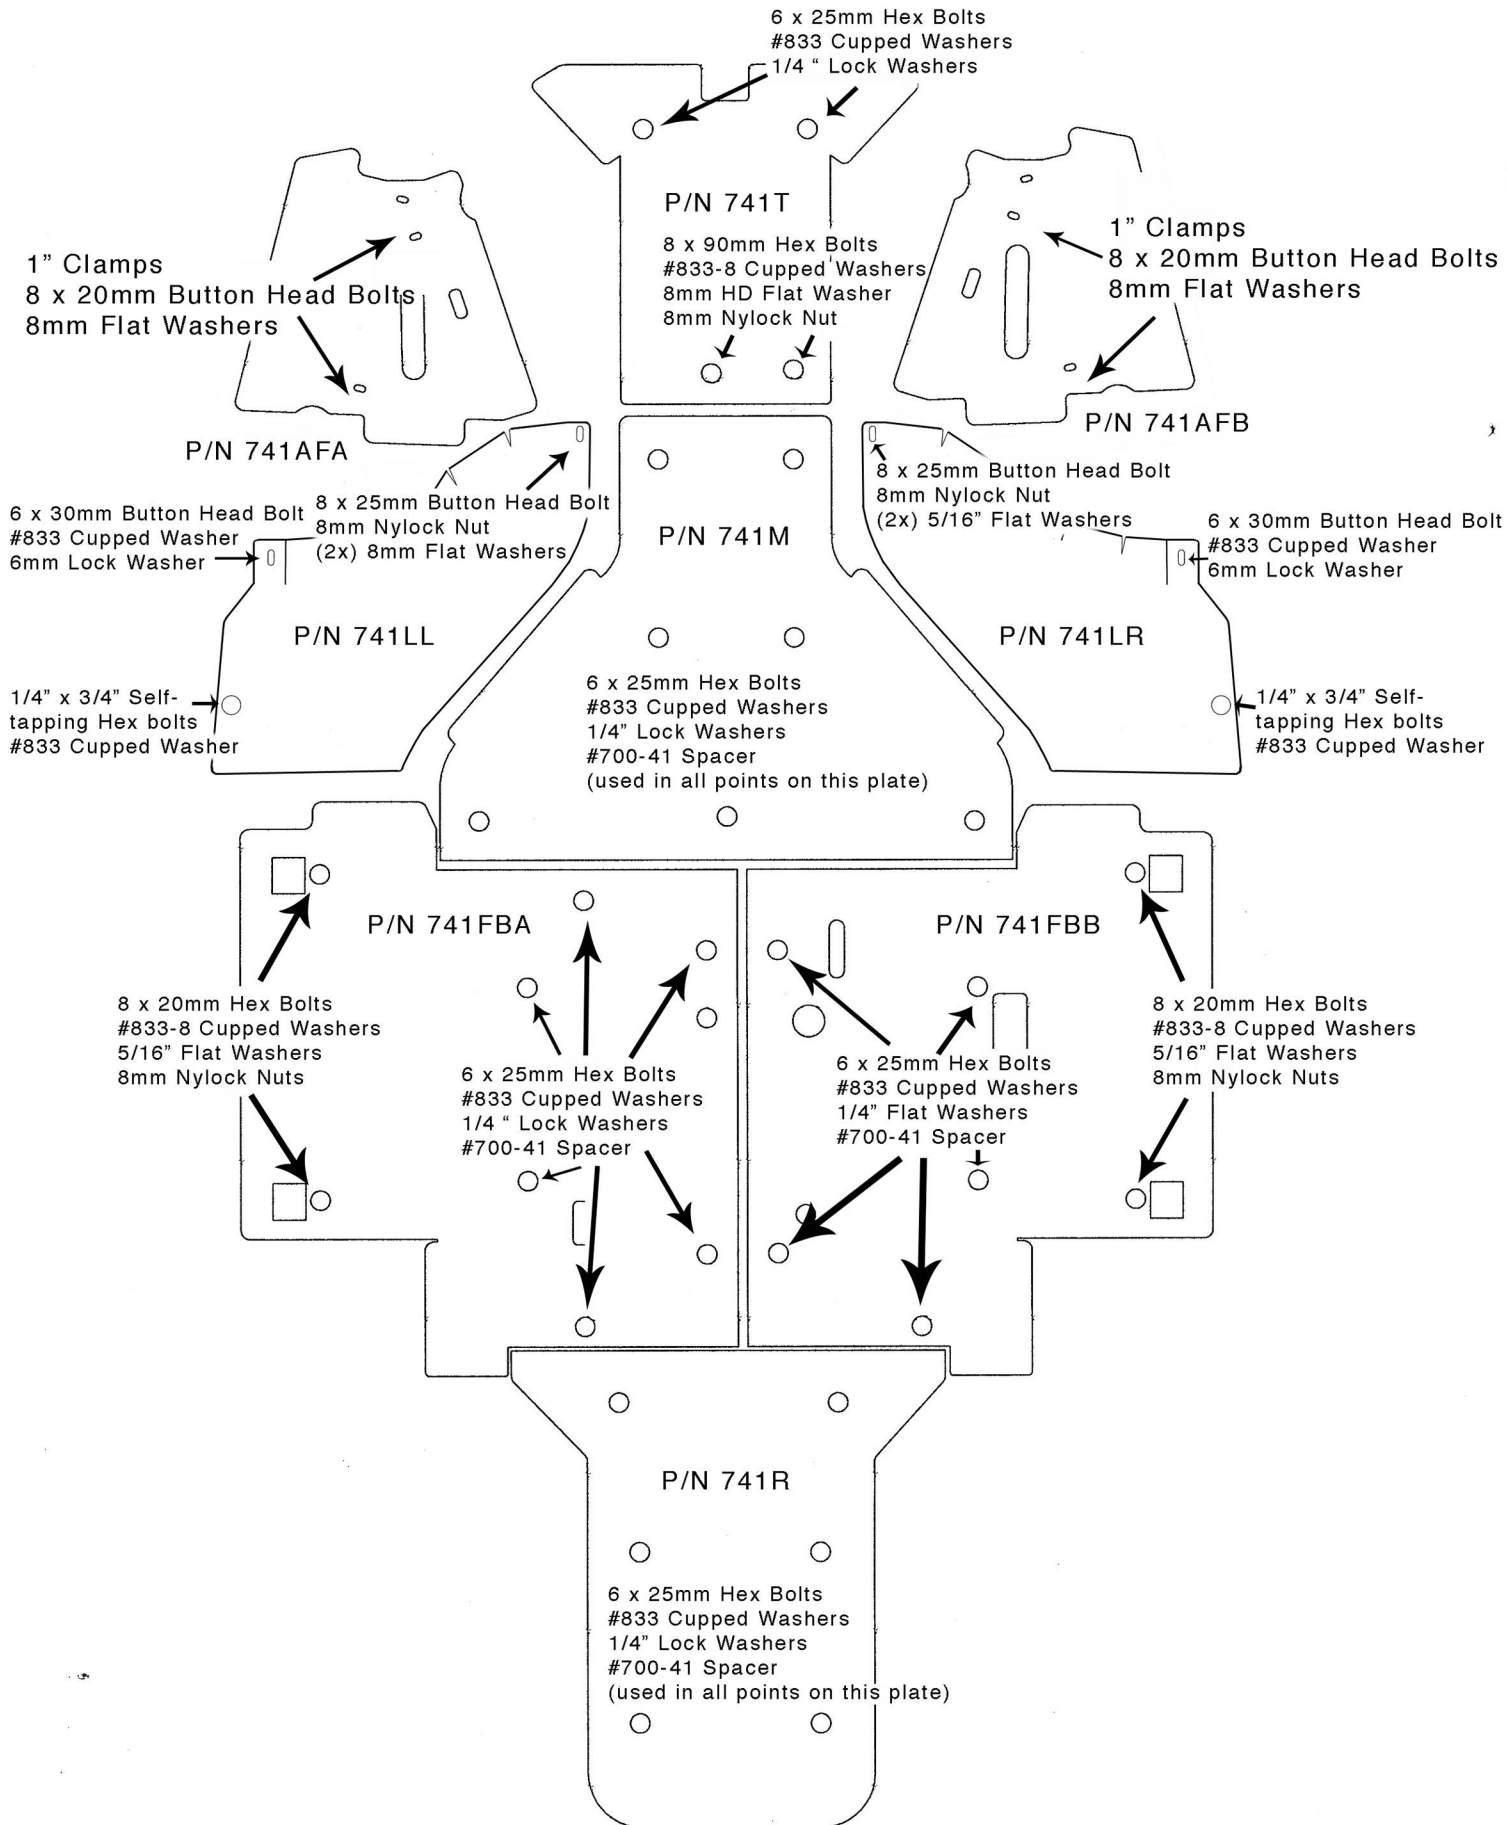 6 x 25mm Hex Bolts
#833 Cupped Washers
1/4 “ Lock Washers
P/N 741T
8 x 90mm Hex Bolts
#833-8 Cupped Washers
8mm HD Flat Washer
8mm Nylock Nut
1” Clamps
8 x 20mm Button Head Bolts
8mm Flat Washers
P/N 741AFA
1” Clamps
8 x 20mm Button Head Bolts
8mm Flat Washers
P/N 741AFB
6 x 30mm Button Head Bolt
#833 Cupped Washer
6mm Lock Washer
8 x 25mm Button Head Bolt
8mm Nylock Nut
(2x) 8mm Flat Washers
P/N 741LL
1/4” x 3/4” Self-
tapping Hex bolts
#833 Cupped Washer
P/N 741M
6 x 25mm Hex Bolts
#833 Cupped Washers
1/4” Lock Washers
#700-41 Spacer
(used in all points on this plate)
8 x 25mm Button Head Bolt
8mm Nylock Nut
(2x) 5/16” Flat Washers
6 x 30mm Button Head Bolt
#833 Cupped Washer
6mm Lock Washer
P/N 741LR
1/4” x 3/4” Self-
tapping Hex bolts
#833 Cupped Washer
P/N 741FBA
8 x 20mm Hex Bolts
#833-8 Cupped Washers
5/16” Flat Washers
8mm Nylock Nuts
6 x 25mm Hex Bolts
#833 Cupped Washers
1/4 “ Lock Washers
#700-41 Spacer
P/N 741FBB
6 x 25mm Hex Bolts
#833 Cupped Washers
1/4” Flat Washers
#700-41 Spacer
8 x 20mm Hex Bolts
#833-8 Cupped Washers
5/16” Flat Washers
8mm Nylock Nuts
P/N 741R
6 x 25mm Hex Bolts
#833 Cupped Washers
1/4” Lock Washers
#700-41 Spacer
(used in all points on this plate)